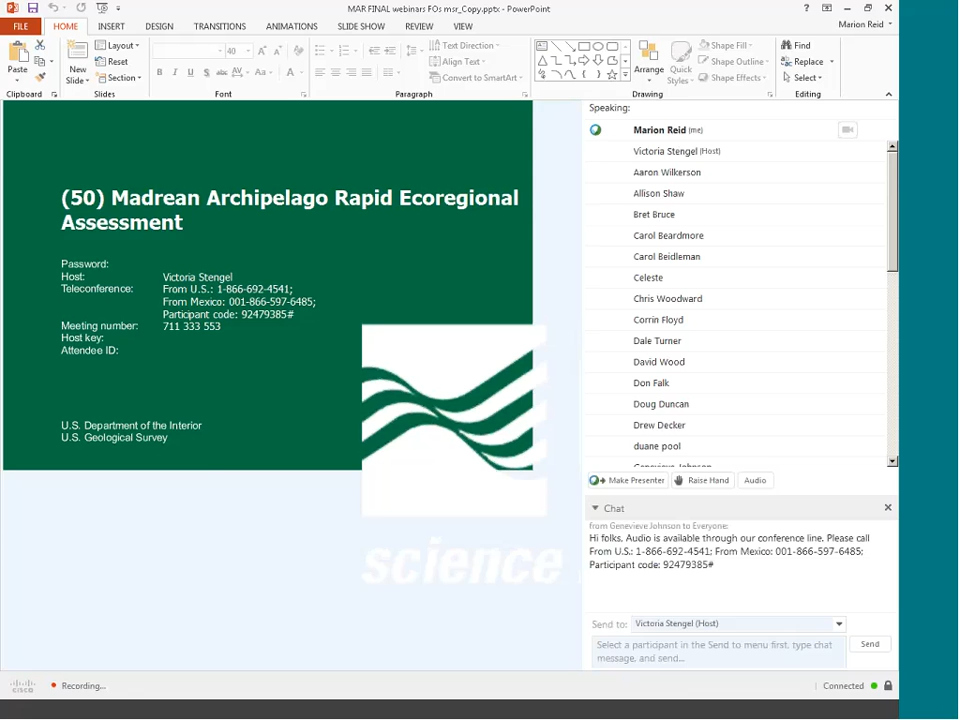 MAR FINAL webinars FOs msr_Copy.pptx - PowerPoint
?
FILE HOME INSERT DESIGN TRANSITIONS ANIMATIONS SLIDE SHOW REVIEW VIEW
Marion Reid
Paste
New
Slide
Layout
Reset
Section
40
B I U S abc AV Aa A
Text Direction
Align Text
Convert to SmartArt
Arrange
Quick
Styles
Shape Fill
Shape Outline
Shape Effects
Find
Replace
Select
Clipboard Slides Font Paragraph Drawing Editing
(50) Madrean Archipelago Rapid Ecoregional
Assessment
Password:
Host: Victoria Stengel
Teleconference: From U.S.: 1-866-692-4541;
From Mexico: 001-866-597-6485;
Participant code: 92479385#
Meeting number: 711 333 553
Host key:
Attendee ID:
U.S. Department of the Interior
U.S. Geological Survey
science
Speaking:
Marion Reid (me)
Victoria Stengel (Host)
Aaron Wilkerson
Allison Shaw
Bret Bruce
Carol Beardmore
Carol Beidleman
Celeste
Chris Woodward
Corrin Floyd
Dale Turner
David Wood
Don Falk
Doug Duncan
Drew Decker
duane pool
Genevieve Johnson
Make Presenter Raise Hand Audio
Chat
from Genevieve Johnson to Everyone:
Hi folks. Audio is available through our conference line. Please call
From U.S.: 1-866-692-4541; From Mexico: 001-866-597-6485;
Participant code: 92479385#
Send to: Victoria Stengel (Host)
Select a participant in the Send to menu first, type chat
message, and send...
Send
cisco
Recording...
Connected